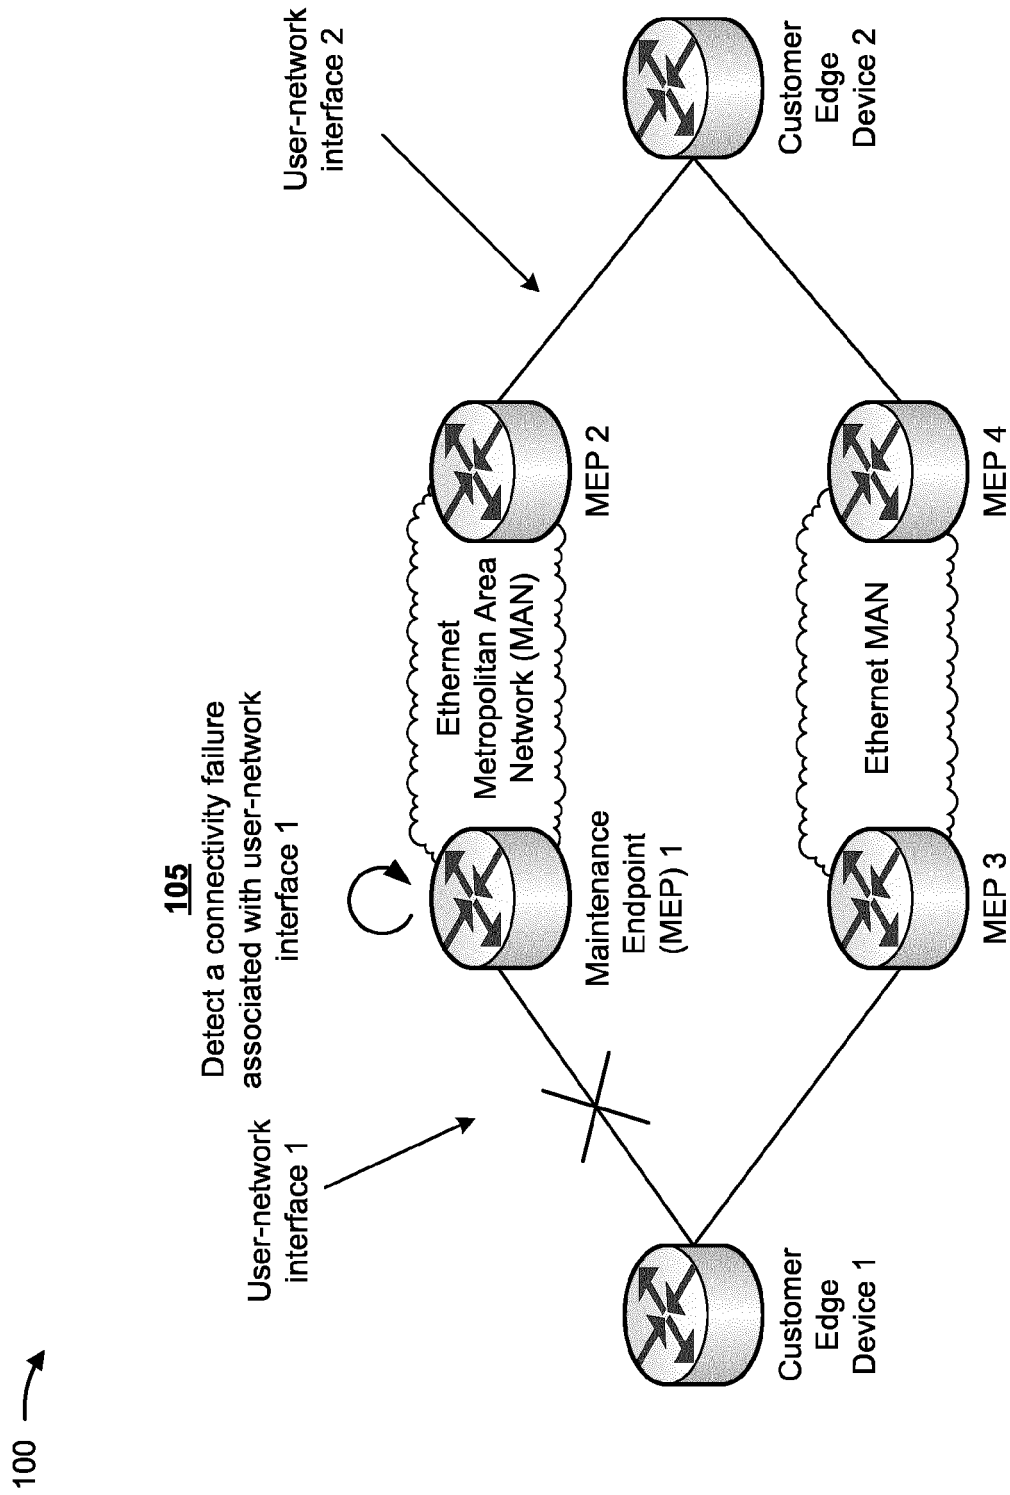 100
105
Detect a connectivity failure
associated with user-network
interface 1
User-network
interface 1
User-network
interface 2
Ethernet
Metropolitan Area
Network (MAN)
Maintenance
Endpoint
(MEP) 1
MEP 2
Customer
Edge
Device 1
Customer
Edge
Device 2
Ethernet MAN
MEP 3
MEP 4